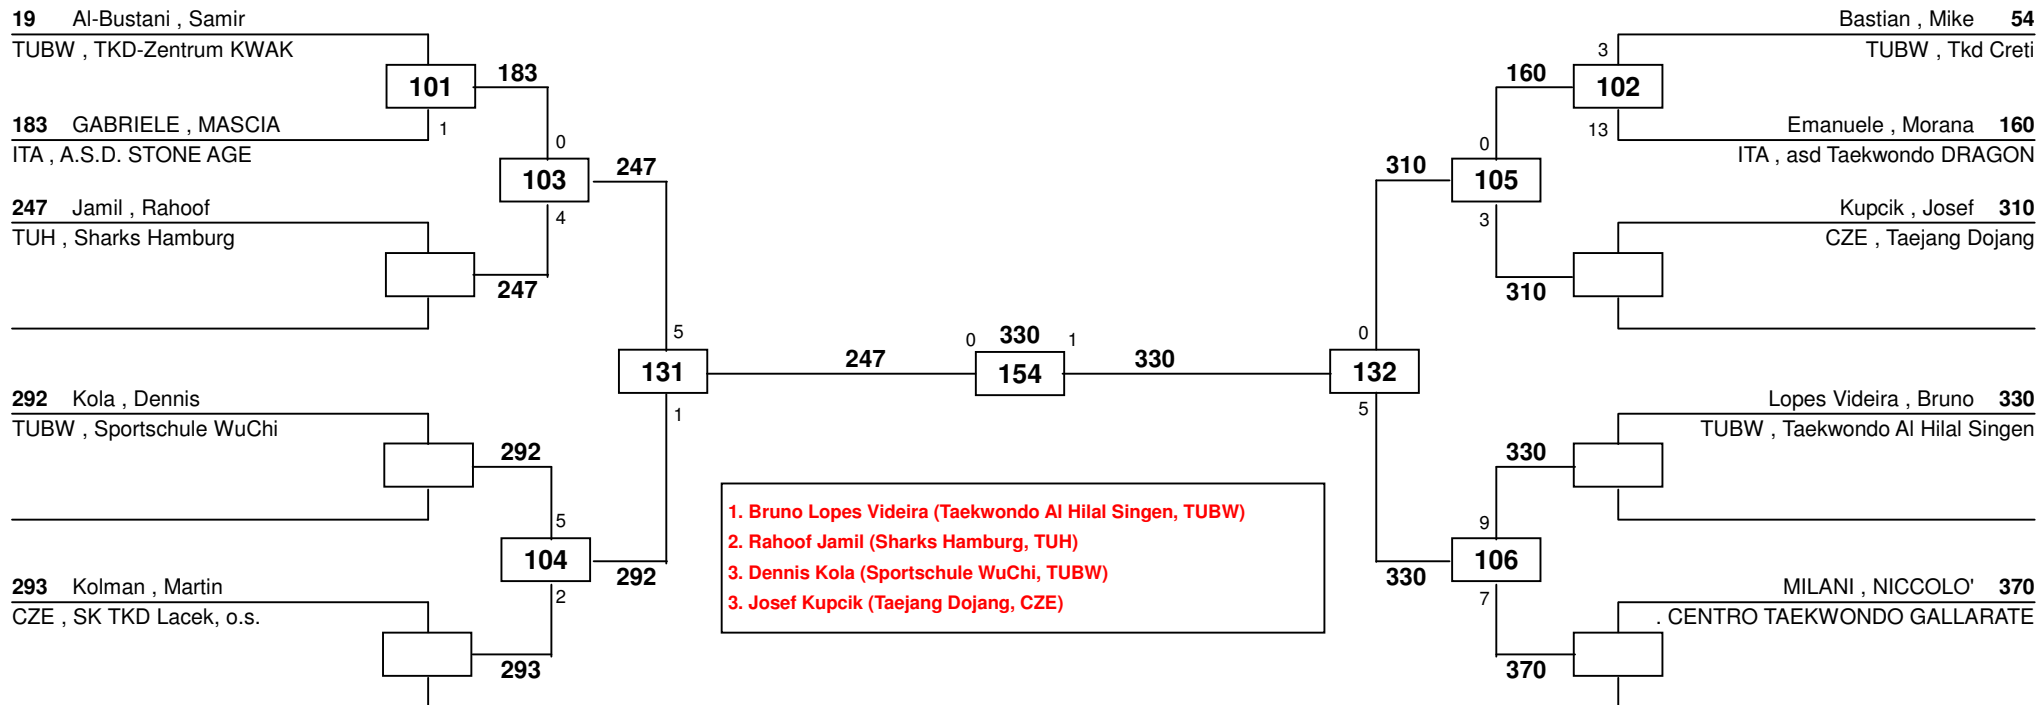 19 Al-Bustani , Samir
TUBW , TKD-Zentrum KWAK
101
183
183 GABRIELE , MASCIA
1
ITA , A.S.D. STONE AGE
0
103
247
247 Jamil , Rahoof
4
TUH , Sharks Hamburg
247
5
131
247
1
292 Kola , Dennis
TUBW , Sportschule WuChi
292
5
104
292
2
293 Kolman , Martin
CZE , SK TKD Lacek, o.s.
293
0 330 1
154
330
Bastian , Mike 54
3
TUBW , Tkd Creti
160
102
13
Emanuele , Morana 160
ITA , asd Taekwondo DRAGON
0
310
105
3
Kupcik , Josef 310
CZE , Taejang Dojang
310
0
132
5
Lopes Videira , Bruno 330
TUBW , Taekwondo Al Hilal Singen
330
9
106
330
7
MILANI , NICCOLO' 370
. CENTRO TAEKWONDO GALLARATE
370
1. Bruno Lopes Videira (Taekwondo Al Hilal Singen, TUBW)
2. Rahoof Jamil (Sharks Hamburg, TUH)
3. Dennis Kola (Sportschule WuChi, TUBW)
3. Josef Kupcik (Taejang Dojang, CZE)